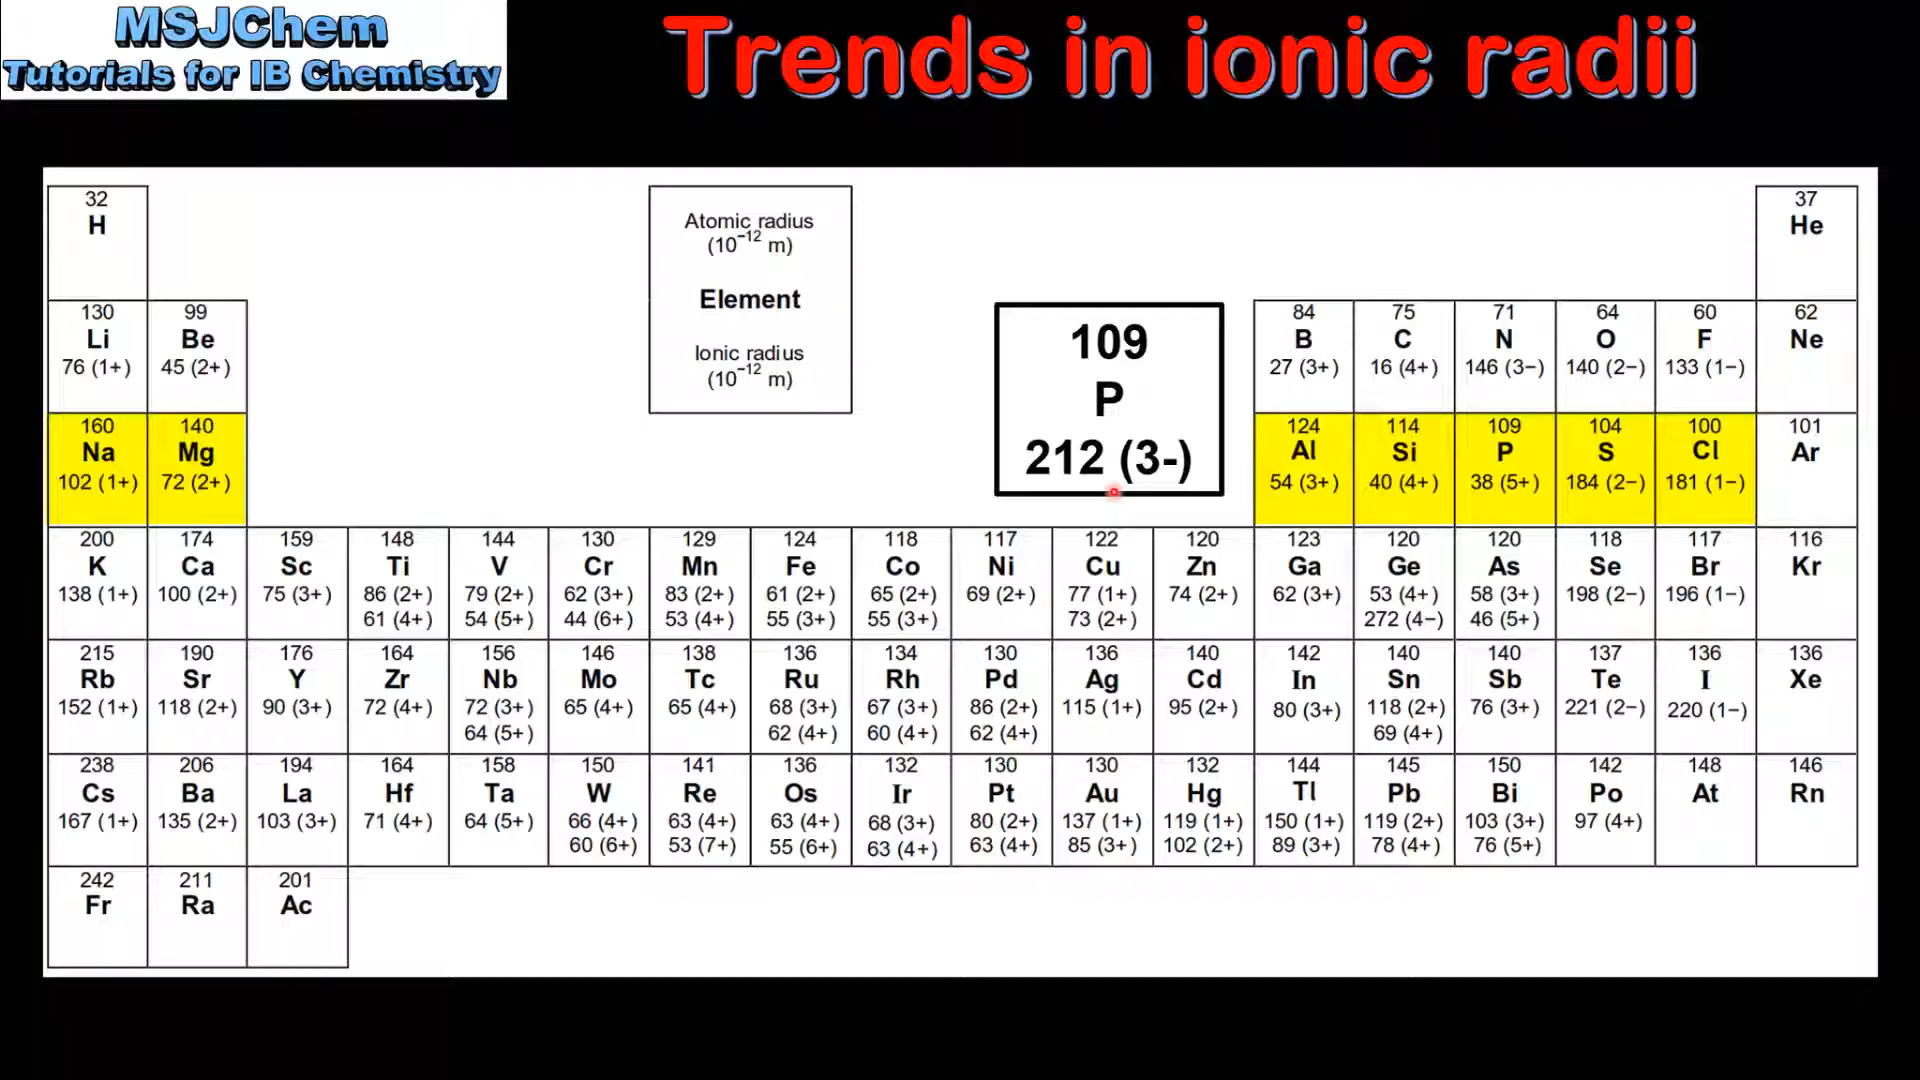 MSJChem
Tutorials for IB Chemistry
Trends in ionic radii
32 37
H He
Atomic radius
(10⁻¹² m)
Element
Ionic radius
(10⁻¹² m)
109
P
212 (3-)
130 99 84 75 71 64 60 62
Li Be B C N O F Ne
76 (1+) 45 (2+) 27 (3+) 16 (4+) 146 (3−) 140 (2−) 133 (1−)
160 140 124 114 109 104 100 101
Na Mg Al Si P S Cl Ar
102 (1+) 72 (2+) 54 (3+) 40 (4+) 38 (5+) 184 (2−) 181 (1−)
200 174 159 148 144 130 129 124 118 117 122 120 123 120 120 118 117 116
K Ca Sc Ti V Cr Mn Fe Co Ni Cu Zn Ga Ge As Se Br Kr
138 (1+) 100 (2+) 75 (3+) 86 (2+) 79 (2+) 62 (3+) 83 (2+) 61 (2+) 65 (2+) 69 (2+) 77 (1+) 74 (2+) 62 (3+) 53 (4+) 58 (3+) 198 (2−) 196 (1−)
61 (4+) 54 (5+) 44 (6+) 53 (4+) 55 (3+) 55 (3+) 73 (2+) 272 (4−) 46 (5+)
215 190 176 164 156 146 138 136 134 130 136 140 142 140 140 137 136 136
Rb Sr Y Zr Nb Mo Tc Ru Rh Pd Ag Cd In Sn Sb Te I Xe
152 (1+) 118 (2+) 90 (3+) 72 (4+) 72 (3+) 65 (4+) 65 (4+) 68 (3+) 67 (3+) 86 (2+) 115 (1+) 95 (2+) 80 (3+) 118 (2+) 76 (3+) 221 (2−) 220 (1−)
64 (5+) 62 (4+) 60 (4+) 62 (4+) 69 (4+)
238 206 194 164 158 150 141 136 132 130 130 132 144 145 150 142 148 146
Cs Ba La Hf Ta W Re Os Ir Pt Au Hg Tl Pb Bi Po At Rn
167 (1+) 135 (2+) 103 (3+) 71 (4+) 64 (5+) 66 (4+) 63 (4+) 63 (4+) 68 (3+) 80 (2+) 137 (1+) 119 (1+) 150 (1+) 119 (2+) 103 (3+) 97 (4+)
60 (6+) 53 (7+) 55 (6+) 63 (4+) 63 (4+) 85 (3+) 102 (2+) 89 (3+) 78 (4+) 76 (5+)
242 211 201
Fr Ra Ac